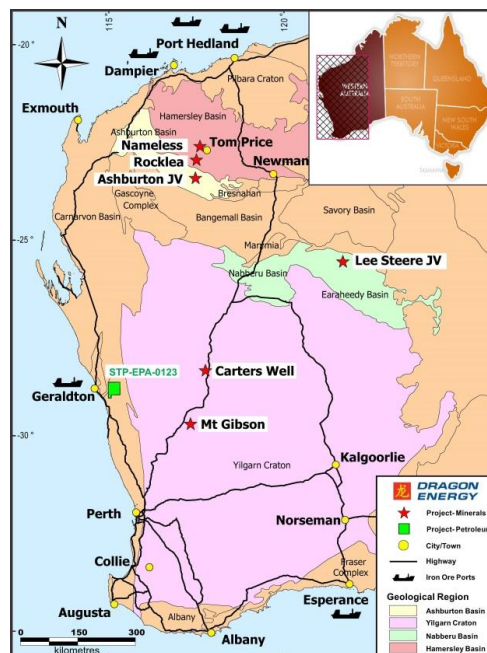 115
120
N
Port Hedland
-20
Dampier
Pilbara Craton
Exmouth
Hamersley Basin
Ashburton Basin
Nameless
Tom Price
Rocklea
Newman
Ashburton JV
Gascoyne
Complex
Bresnahan
Carnarvon Basin
Bangemall Basin
Savory Basin
-25
Marymia
Lee Steere JV
Nabberu Basin
Earaheedy Basin
STP-EPA-0123
Carters Well
Geraldton
Mt Gibson
-30
Yilgarn Craton
Kalgoorlie
Perth
Norseman
Collie
Fraser
Complex
Augusta
Albany
Esperance
Albany
0
150
300
kilometres
WESTERN
AUSTRALIA
NORTHERN
TERRITORY
QUEENSLAND
SOUTH
AUSTRALIA
NEW SOUTH
WALES
VICTORIA
TASMANIA
龙
DRAGON
ENERGY
Project-Minerals
Project-Petroleum
City/Town
Highway
Iron Ore Ports
Geological Region
Ashburton Basin
Yilgarn Craton
Nabberu Basin
Hamersley Basin